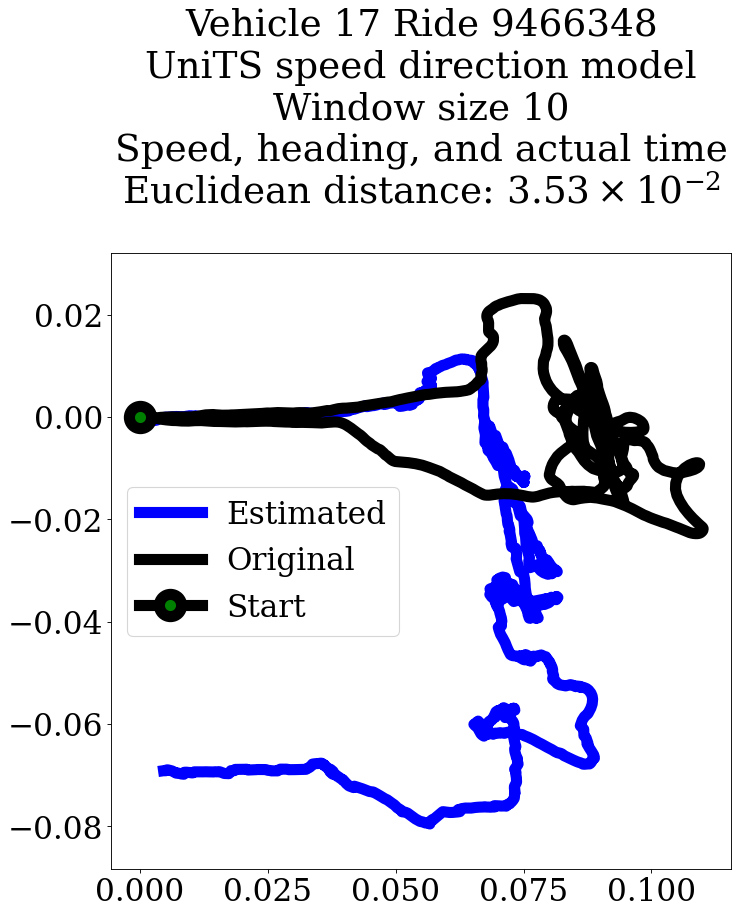 Vehicle 17 Ride 9466348
UniTS speed direction model
Window size 10
Speed, heading, and actual time
Euclidean distance: 3.53 × 10⁻²
0.02
0.00
−0.02
−0.04
−0.06
−0.08
Estimated
Original
Start
0.000 0.025 0.050 0.075 0.100